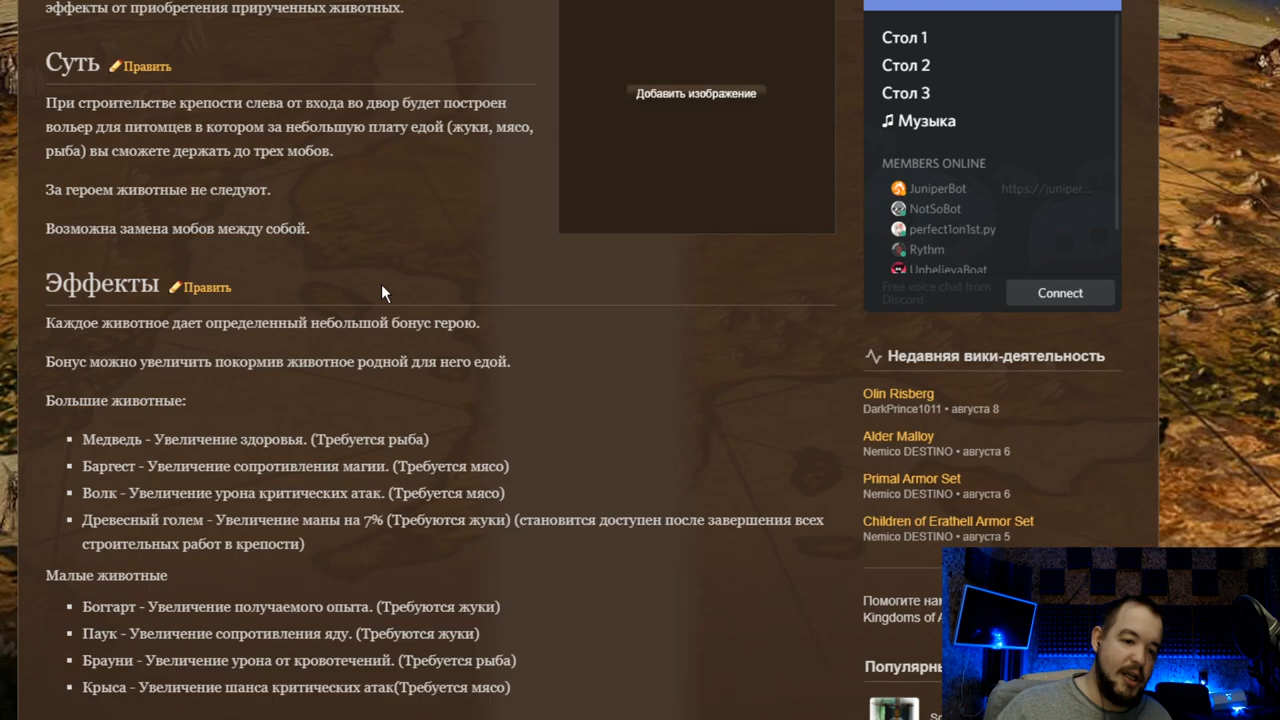 эффекты от приобретения прирученных животных.
Суть Править
При строительстве крепости слева от входа во двор будет построен
вольер для питомцев в котором за небольшую плату едой (жуки, мясо,
рыба) вы сможете держать до трех мобов.
За героем животные не следуют.
Возможна замена мобов между собой.
Добавить изображение
Эффекты Править
Каждое животное дает определенный небольшой бонус герою.
Бонус можно увеличить покормив животное родной для него едой.
Большие животные:
Медведь - Увеличение здоровья. (Требуется рыба)
Баргест - Увеличение сопротивления магии. (Требуется мясо)
Волк - Увеличение урона критических атак. (Требуется мясо)
Древесный голем - Увеличение маны на 7% (Требуются жуки) (становится доступен после завершения всех
строительных работ в крепости)
Малые животные
Боггарт - Увеличение получаемого опыта. (Требуются жуки)
Паук - Увеличение сопротивления яду. (Требуются жуки)
Брауни - Увеличение урона от кровотечений. (Требуется рыба)
Крыса - Увеличение шанса критических атак(Требуется мясо)
Стол 1
Стол 2
Стол 3
Музыка
MEMBERS ONLINE
JuniperBot https://juniper...
NotSoBot
perfect1on1st.py
Rythm
UnbelievaBoat
Free voice chat from
Discord
Connect
Недавняя вики-деятельность
Olin Risberg
DarkPrince1011 • августа 8
Alder Malloy
Nemico DESTINO • августа 6
Primal Armor Set
Nemico DESTINO • августа 6
Children of Erathell Armor Set
Nemico DESTINO • августа 5
Помогите
Kingdoms of